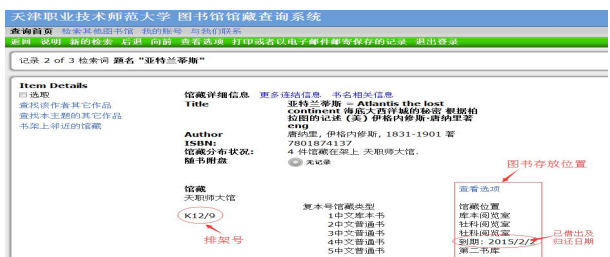 天津职业技术师范大学 图书馆馆藏查询系统
查询首页 检索其他图书馆 我的账号 与我们联系
返回 说明 新的检索 后退 向前 查看选项 打印或者以电子邮件邮寄保存的记录 退出登录
记录 2 of 3 检索词 题名 "亚特兰蒂斯"
Item Details
选取
查找该作者其它作品
查找本主题的其它作品
书架上邻近的馆藏
馆藏详细信息 更多连结信息 书名相关信息
Title 亚特兰蒂斯 = Atlantis the lost
continent 海底大西洋城的秘密 根据柏
拉图的记述 (美) 伊格内修斯·唐纳里著
eng
Author 唐纳里, 伊格内修斯, 1831-1901 著
ISBN: 7801874137
馆藏分布状况: 4 件馆藏在架上 天职师大馆.
随书附盘 无记录
图书存放位置
馆藏 查看选项
天职师大馆
复本号馆藏类型 馆藏位置
K12/9 1中文库本书 库本阅览室
2中文普通书 社科阅览室
排架号 3中文普通书 社科阅览室
4中文普通书 到期: 2015/2/ 已借出及归还日期
5中文普通书 第二书库